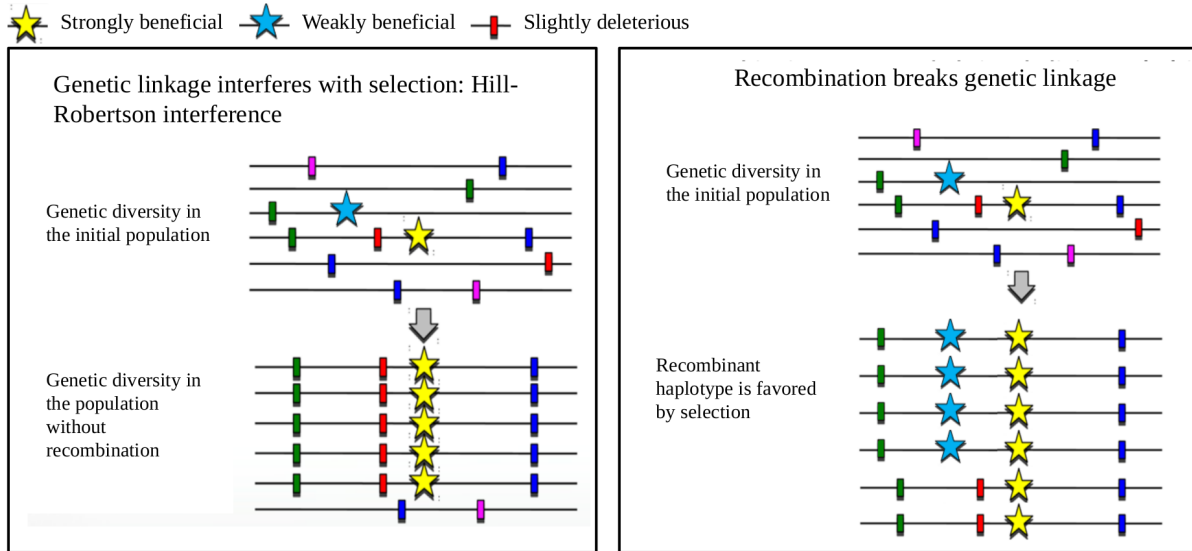 Strongly beneficial
Weakly beneficial
Slightly deleterious
Genetic linkage interferes with selection: Hill-
Robertson interference
Genetic diversity in
the initial population
Genetic diversity in
the population
without
recombination
Recombination breaks genetic linkage
Genetic diversity in
the initial population
Recombinant
haplotype is favored
by selection